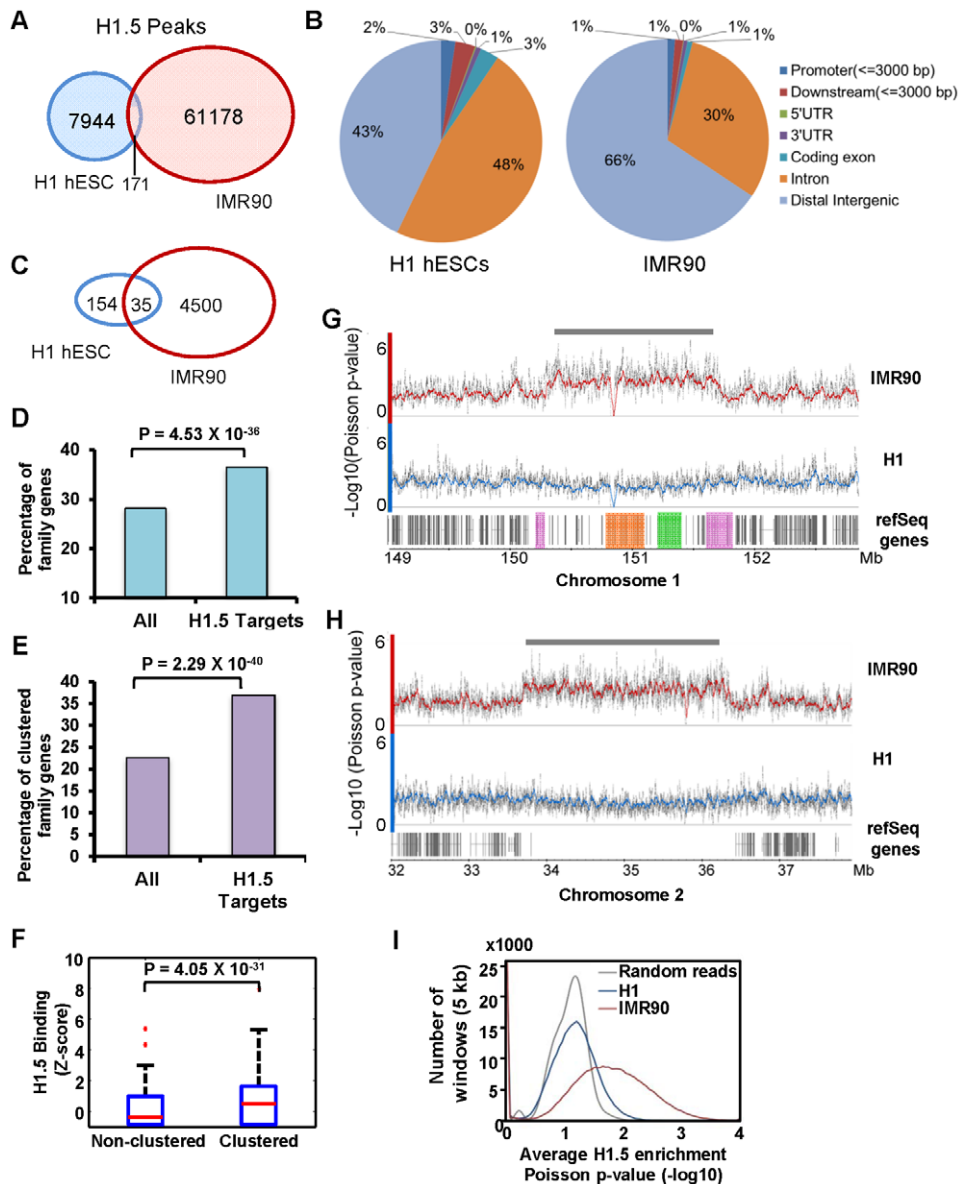 A
H1.5 Peaks
7944
61178
H1 hESC
171
IMR90
B
2%
3%
0%
1%
3%
43%
48%
H1 hESCs
1%
1%
0%
1%
1%
30%
66%
IMR90
Promoter(<=3000 bp)
Downstream(<=3000 bp)
5'UTR
3'UTR
Coding exon
Intron
Distal Intergenic
C
154
35
4500
H1 hESC
IMR90
D
P = 4.53 X 10-36
Percentage of
family genes
40
30
20
10
All
H1.5 Targets
E
P = 2.29 X 10-40
Percentage of clustered
family genes
40
35
30
25
20
15
10
5
0
All
H1.5
Targets
F
P = 4.05 X 10-31
H1.5 Binding
(Z-score)
10
8
6
4
2
0
Non-clustered
Clustered
G
-Log10(Poisson p-value)
6
0
IMR90
6
0
H1
refSeq
genes
149
150
151
152
Mb
Chromosome 1
H
-Log10 (Poisson p-value)
6
0
IMR90
6
0
H1
refSeq
genes
32
33
34
35
36
37
Mb
Chromosome 2
I
x1000
Number of
windows (5 kb)
25
20
15
10
5
0
Random reads
H1
IMR90
0
1
2
3
4
Average H1.5 enrichment
Poisson p-value (-log10)